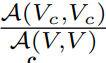 𝒜(V_c, V_c)
𝒜(V, V)